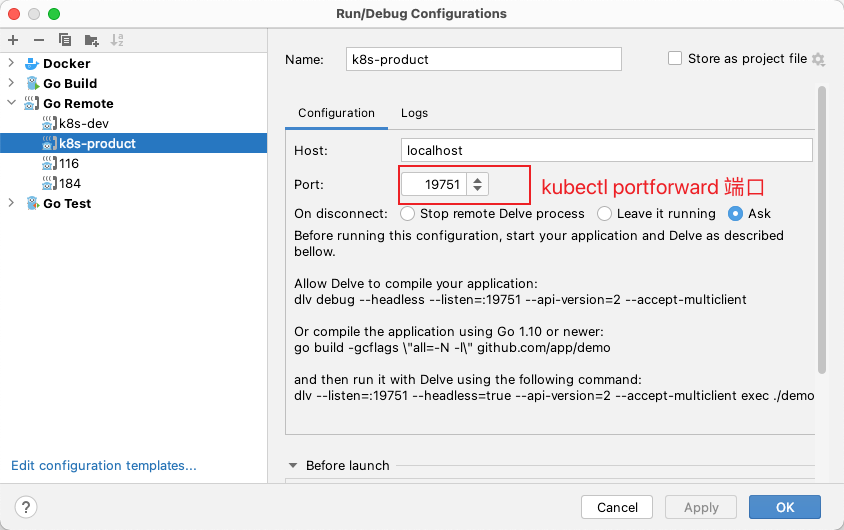 Run/Debug Configurations
Docker
Go Build
Go Remote
k8s-dev
k8s-product
116
184
Go Test
Edit configuration templates...
Name:
k8s-product
Store as project file
Configuration
Logs
Host:
localhost
Port:
19751
kubectl portforward 端口
On disconnect:
Stop remote Delve process
Leave it running
Ask
Before running this configuration, start your application and Delve as described
bellow.
Allow Delve to compile your application:
dlv debug --headless --listen=:19751 --api-version=2 --accept-multiclient
Or compile the application using Go 1.10 or newer:
go build -gcflags \"all=-N -l\" github.com/app/demo
and then run it with Delve using the following command:
dlv --listen=:19751 --headless=true --api-version=2 --accept-multiclient exec ./demo
Before launch
?
Cancel
Apply
OK